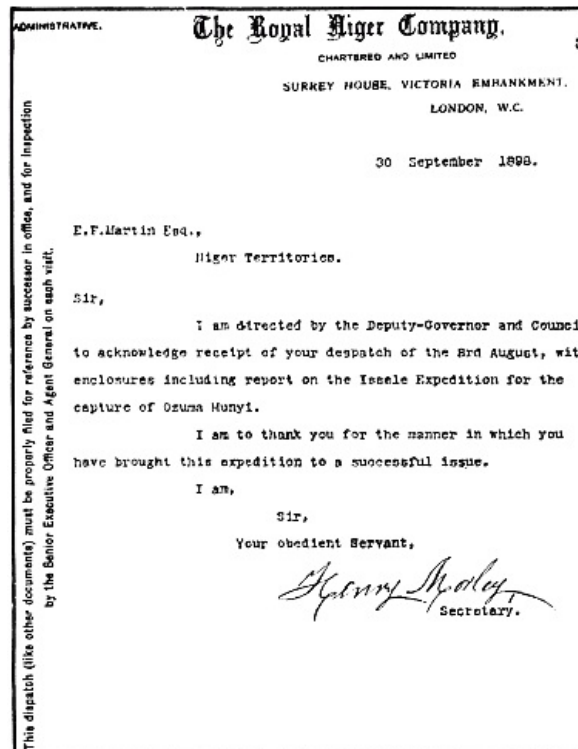 ADMINISTRATIVE.
The Royal Niger Company.
CHARTERED AND LIMITED
SURREY HOUSE, VICTORIA EMBANKMENT.
LONDON, W.C.
30 September 1898.
E.F.Martin Esq.,
Niger Territories.
Sir,
I am directed by the Deputy-Governor and Counci
to acknowledge receipt of your despatch of the 3rd August, wit
enclosures including report on the Issele Expedition for the
capture of Ozuma Munyi.
I am to thank you for the manner in which you
have brought this expedition to a successful issue.
I am,
Sir,
Your obedient Servant,
Henry Morley
Secretary.
This dispatch (like other documents) must be properly filed for reference by successor in office, and for Inspection
by the Senior Executive Officer and Agent General on each visit.